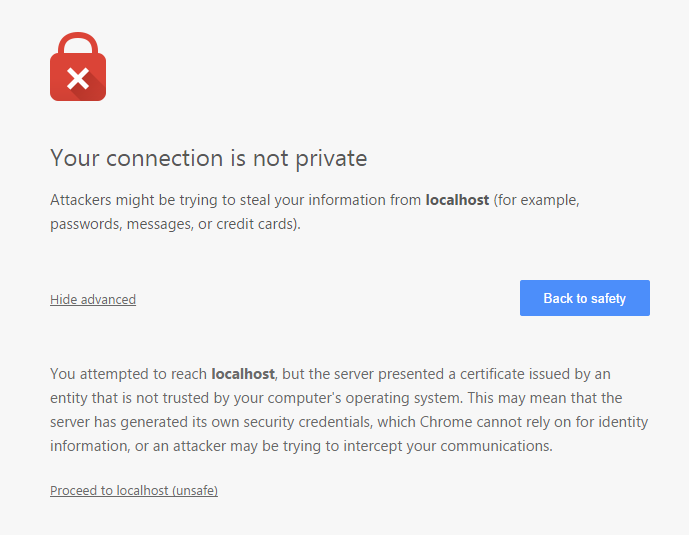 Your connection is not private
Attackers might be trying to steal your information from localhost (for example,
passwords, messages, or credit cards).
Hide advanced
Back to safety
You attempted to reach localhost, but the server presented a certificate issued by an
entity that is not trusted by your computer's operating system. This may mean that the
server has generated its own security credentials, which Chrome cannot rely on for identity
information, or an attacker may be trying to intercept your communications.
Proceed to localhost (unsafe)